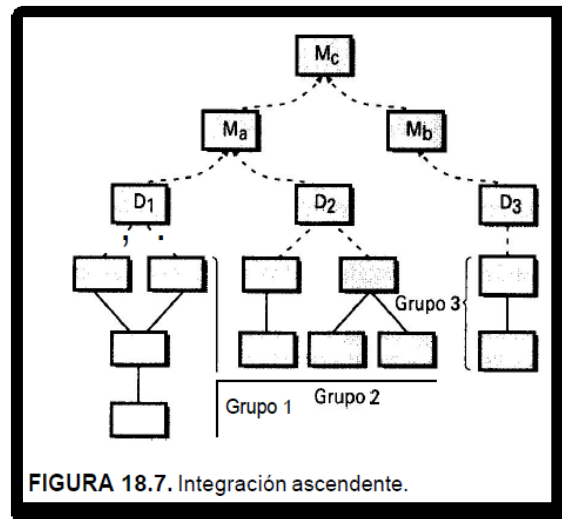 Mc
Ma
Mb
D1
D2
D3
Grupo 3
Grupo 1
Grupo 2
FIGURA 18.7. Integración ascendente.